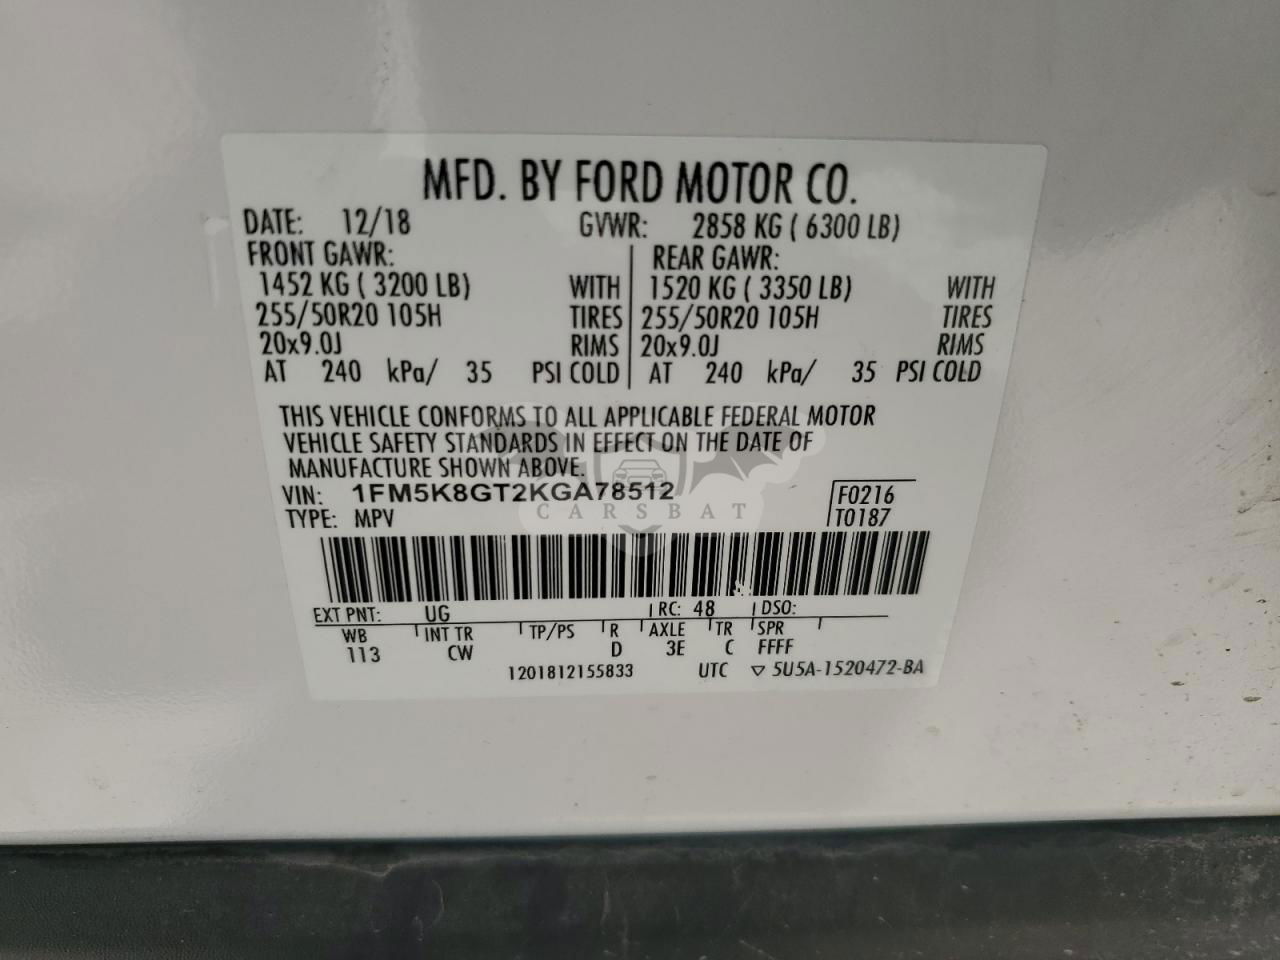 MFD. BY FORD MOTOR CO.
DATE: 12/18 GVWR: 2858 KG ( 6300 LB)
FRONT GAWR: REAR GAWR:
1452 KG ( 3200 LB) WITH 1520 KG ( 3350 LB) WITH
255/50R20 105H TIRES 255/50R20 105H TIRES
20x9.0J RIMS 20x9.0J RIMS
AT 240 kPa/ 35 PSI COLD AT 240 kPa/ 35 PSI COLD
THIS VEHICLE CONFORMS TO ALL APPLICABLE FEDERAL MOTOR
VEHICLE SAFETY STANDARDS IN EFFECT ON THE DATE OF
MANUFACTURE SHOWN ABOVE.
VIN: 1FM5K8GT2KGA78512 F0216
TYPE: MPV T0187
CARSBAT
EXT PNT: UG RC: 48 DSO:
WB INT TR TP/PS R AXLE TR SPR
113 CW D 3E C FFFF
1201812155833 UTC ▽ 5U5A-1520472-BA